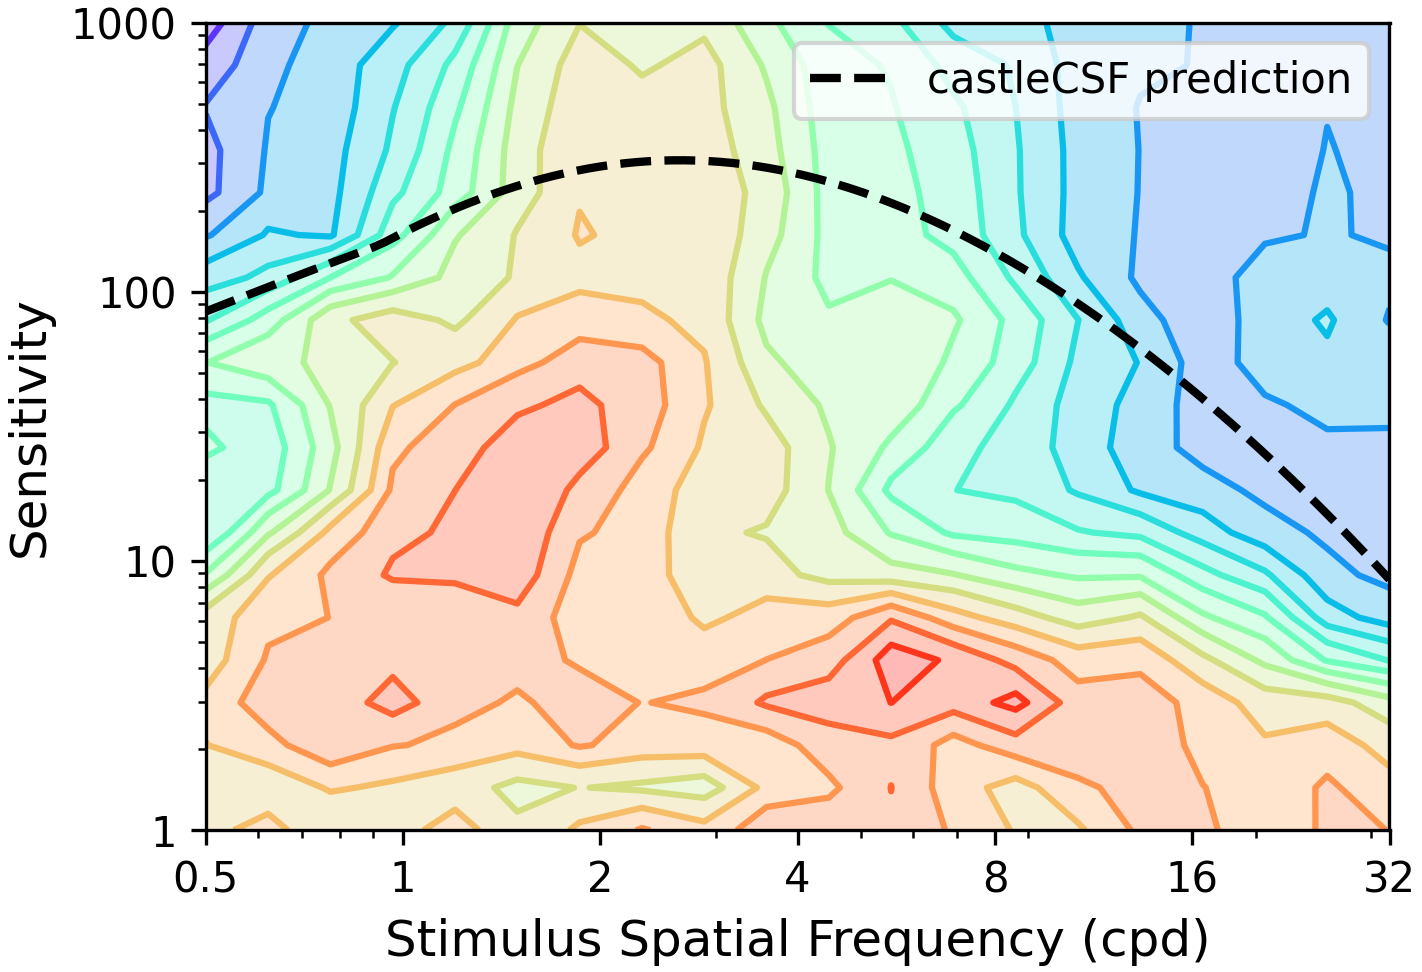 1000
100
10
1
Sensitivity
castleCSF prediction
0.5 1 2 4 8 16 32
Stimulus Spatial Frequency (cpd)